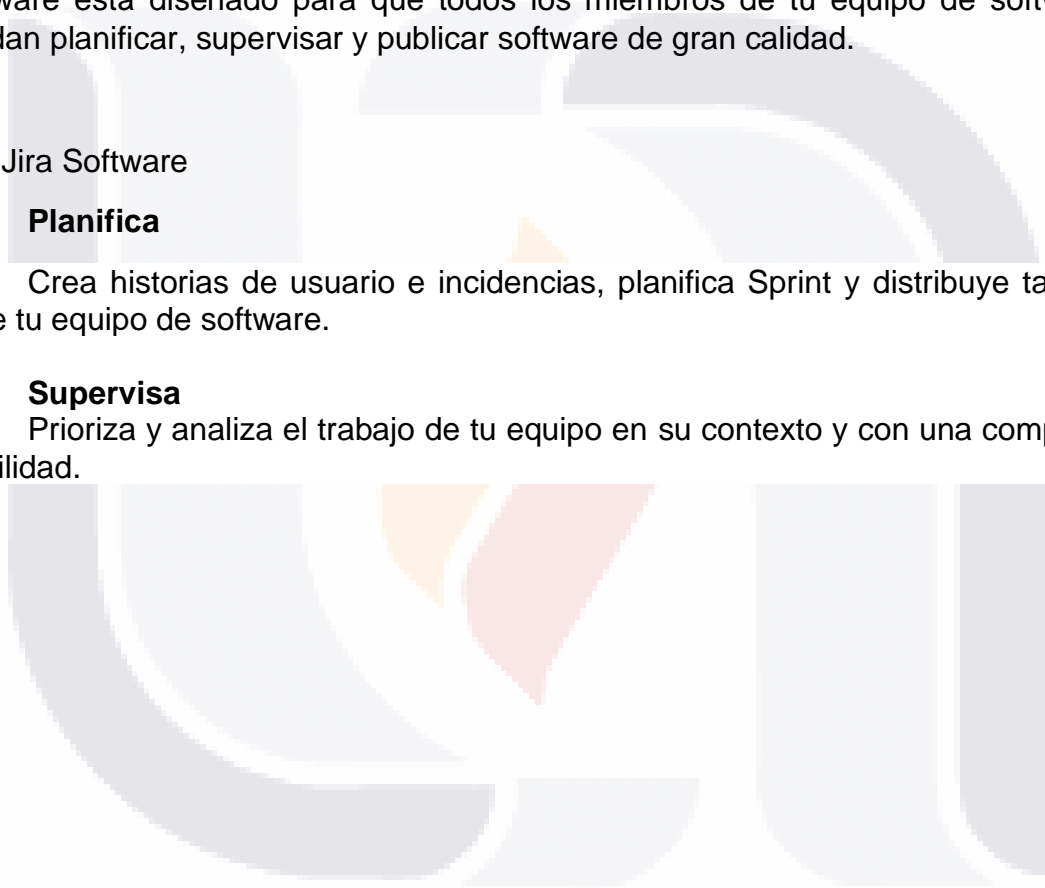 ware está diseñado para que todos los miembros de tu equipo de soft
dan planificar, supervisar y publicar software de gran calidad.
Jira Software
Planifica
Crea historias de usuario e incidencias, planifica Sprint y distribuye ta
e tu equipo de software.
Supervisa
Prioriza y analiza el trabajo de tu equipo en su contexto y con una comp
ilidad.